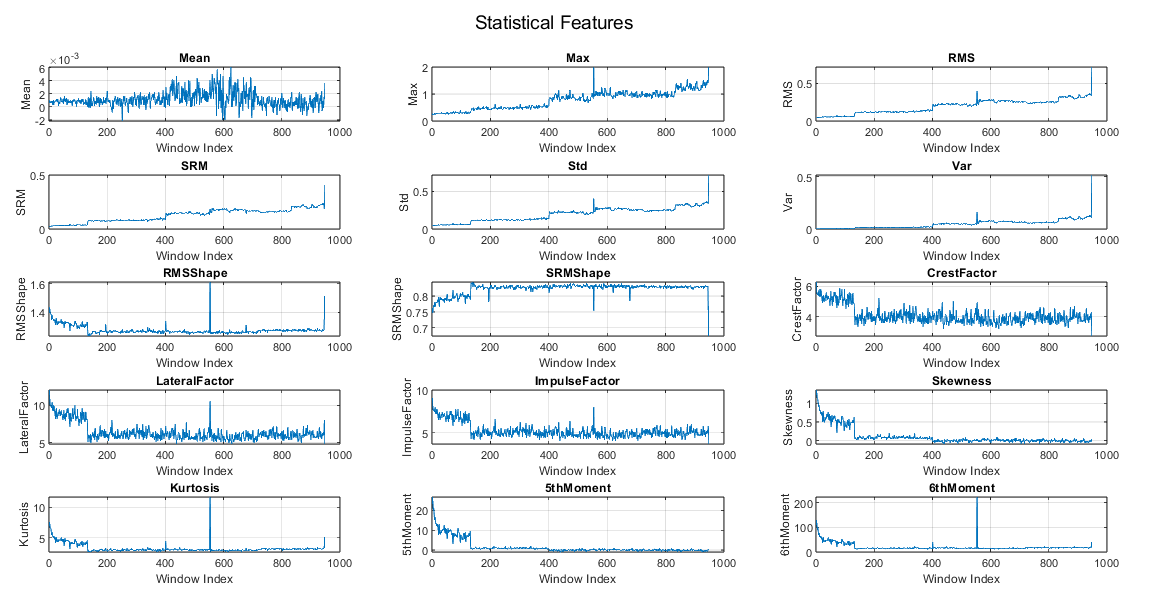 Statistical Features
Mean
×10-3
6
4
2
0
-2
Mean
0 200 400 600 800 1000
Window Index
Max
2
1
0
Max
0 200 400 600 800 1000
Window Index
RMS
0.5
0
RMS
0 200 400 600 800 1000
Window Index
SRM
0.5
0
SRM
0 200 400 600 800 1000
Window Index
Std
0.5
0
Std
0 200 400 600 800 1000
Window Index
Var
0.5
0
Var
0 200 400 600 800 1000
Window Index
RMSShape
1.6
1.4
RMSShape
0 200 400 600 800 1000
Window Index
SRMShape
0.8
0.7
SRMShape
0 200 400 600 800 1000
Window Index
CrestFactor
6
4
CrestFactor
0 200 400 600 800 1000
Window Index
LateralFactor
10
5
LateralFactor
0 200 400 600 800 1000
Window Index
ImpulseFactor
10
5
ImpulseFactor
0 200 400 600 800 1000
Window Index
Skewness
1
0.5
0
Skewness
0 200 400 600 800 1000
Window Index
Kurtosis
10
5
Kurtosis
0 200 400 600 800 1000
Window Index
5thMoment
20
10
0
5thMoment
0 200 400 600 800 1000
Window Index
6thMoment
200
100
0
6thMoment
0 200 400 600 800 1000
Window Index